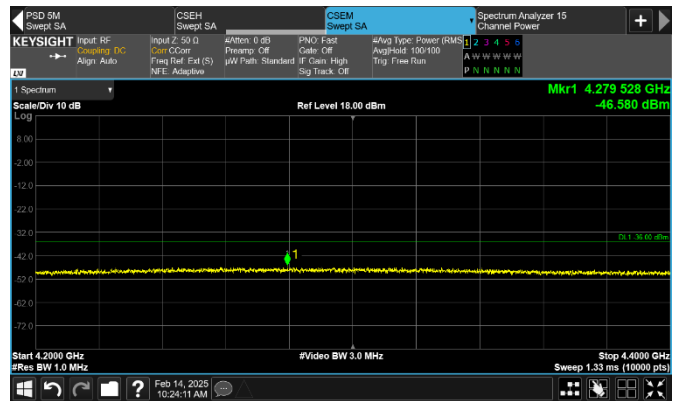 PSD 5M
Swept SA
CSEH
Swept SA
CSEM
Swept SA
Spectrum Analyzer 15
Channel Power
KEYSIGHT
Input: RF
Coupling: DC
Align: Auto
Input Z: 50 Ω
Corr CCorr
Freq Ref: Ext (S)
NFE: Adaptive
#Atten: 0 dB
Preamp: Off
µW Path: Standard
PNO: Fast
Gate: Off
IF Gain: High
Sig Track: Off
#Avg Type: Power (RMS)
Avg|Hold: 100/100
Trig: Free Run
1 2 3 4 5 6
A W W W W W
P N N N N N
LXI
1 Spectrum
Mkr1 4.279 528 GHz
-46.580 dBm
Scale/Div 10 dB
Ref Level 18.00 dBm
Log
8.00
-2.00
-12.0
-22.0
-32.0
DL1 -36.00 dBm
-42.0
1
-52.0
-62.0
-72.0
Start 4.2000 GHz
#Video BW 3.0 MHz
Stop 4.4000 GHz
#Res BW 1.0 MHz
Sweep 1.33 ms (10000 pts)
?
Feb 14, 2025
10:24:11 AM